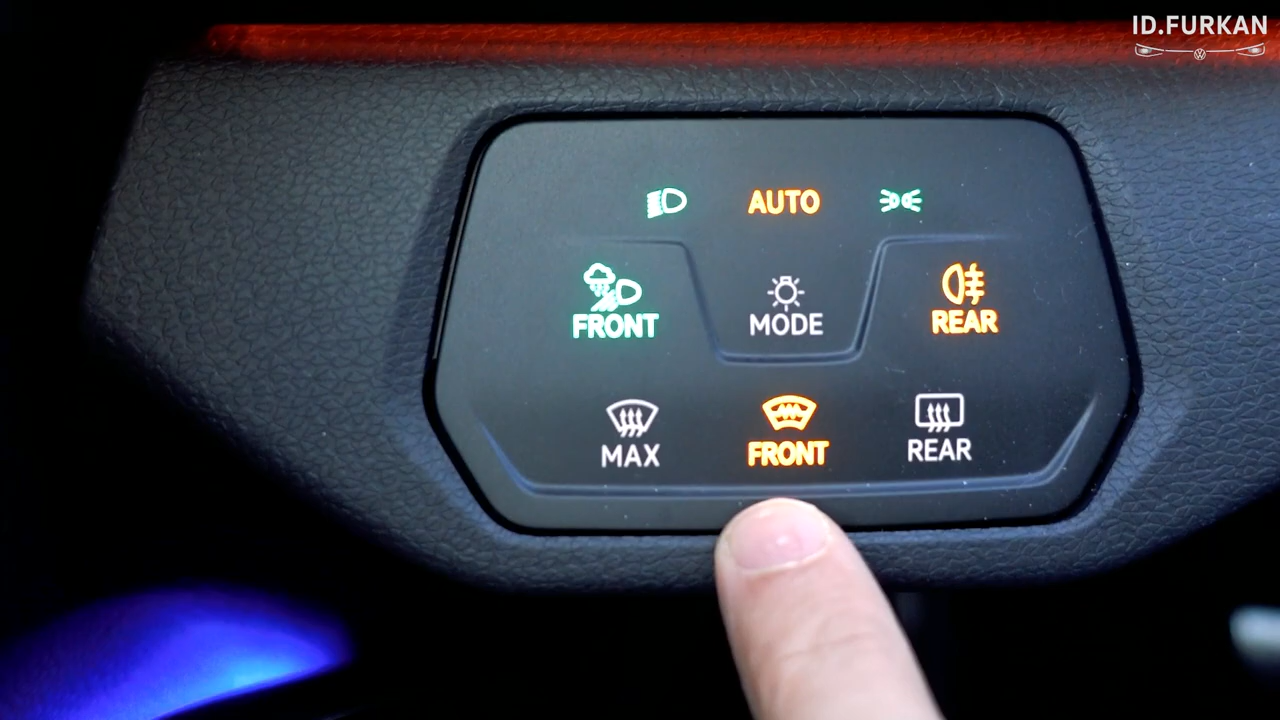 ID.FURKAN
AUTO
FRONT
MODE
REAR
MAX
FRONT
REAR